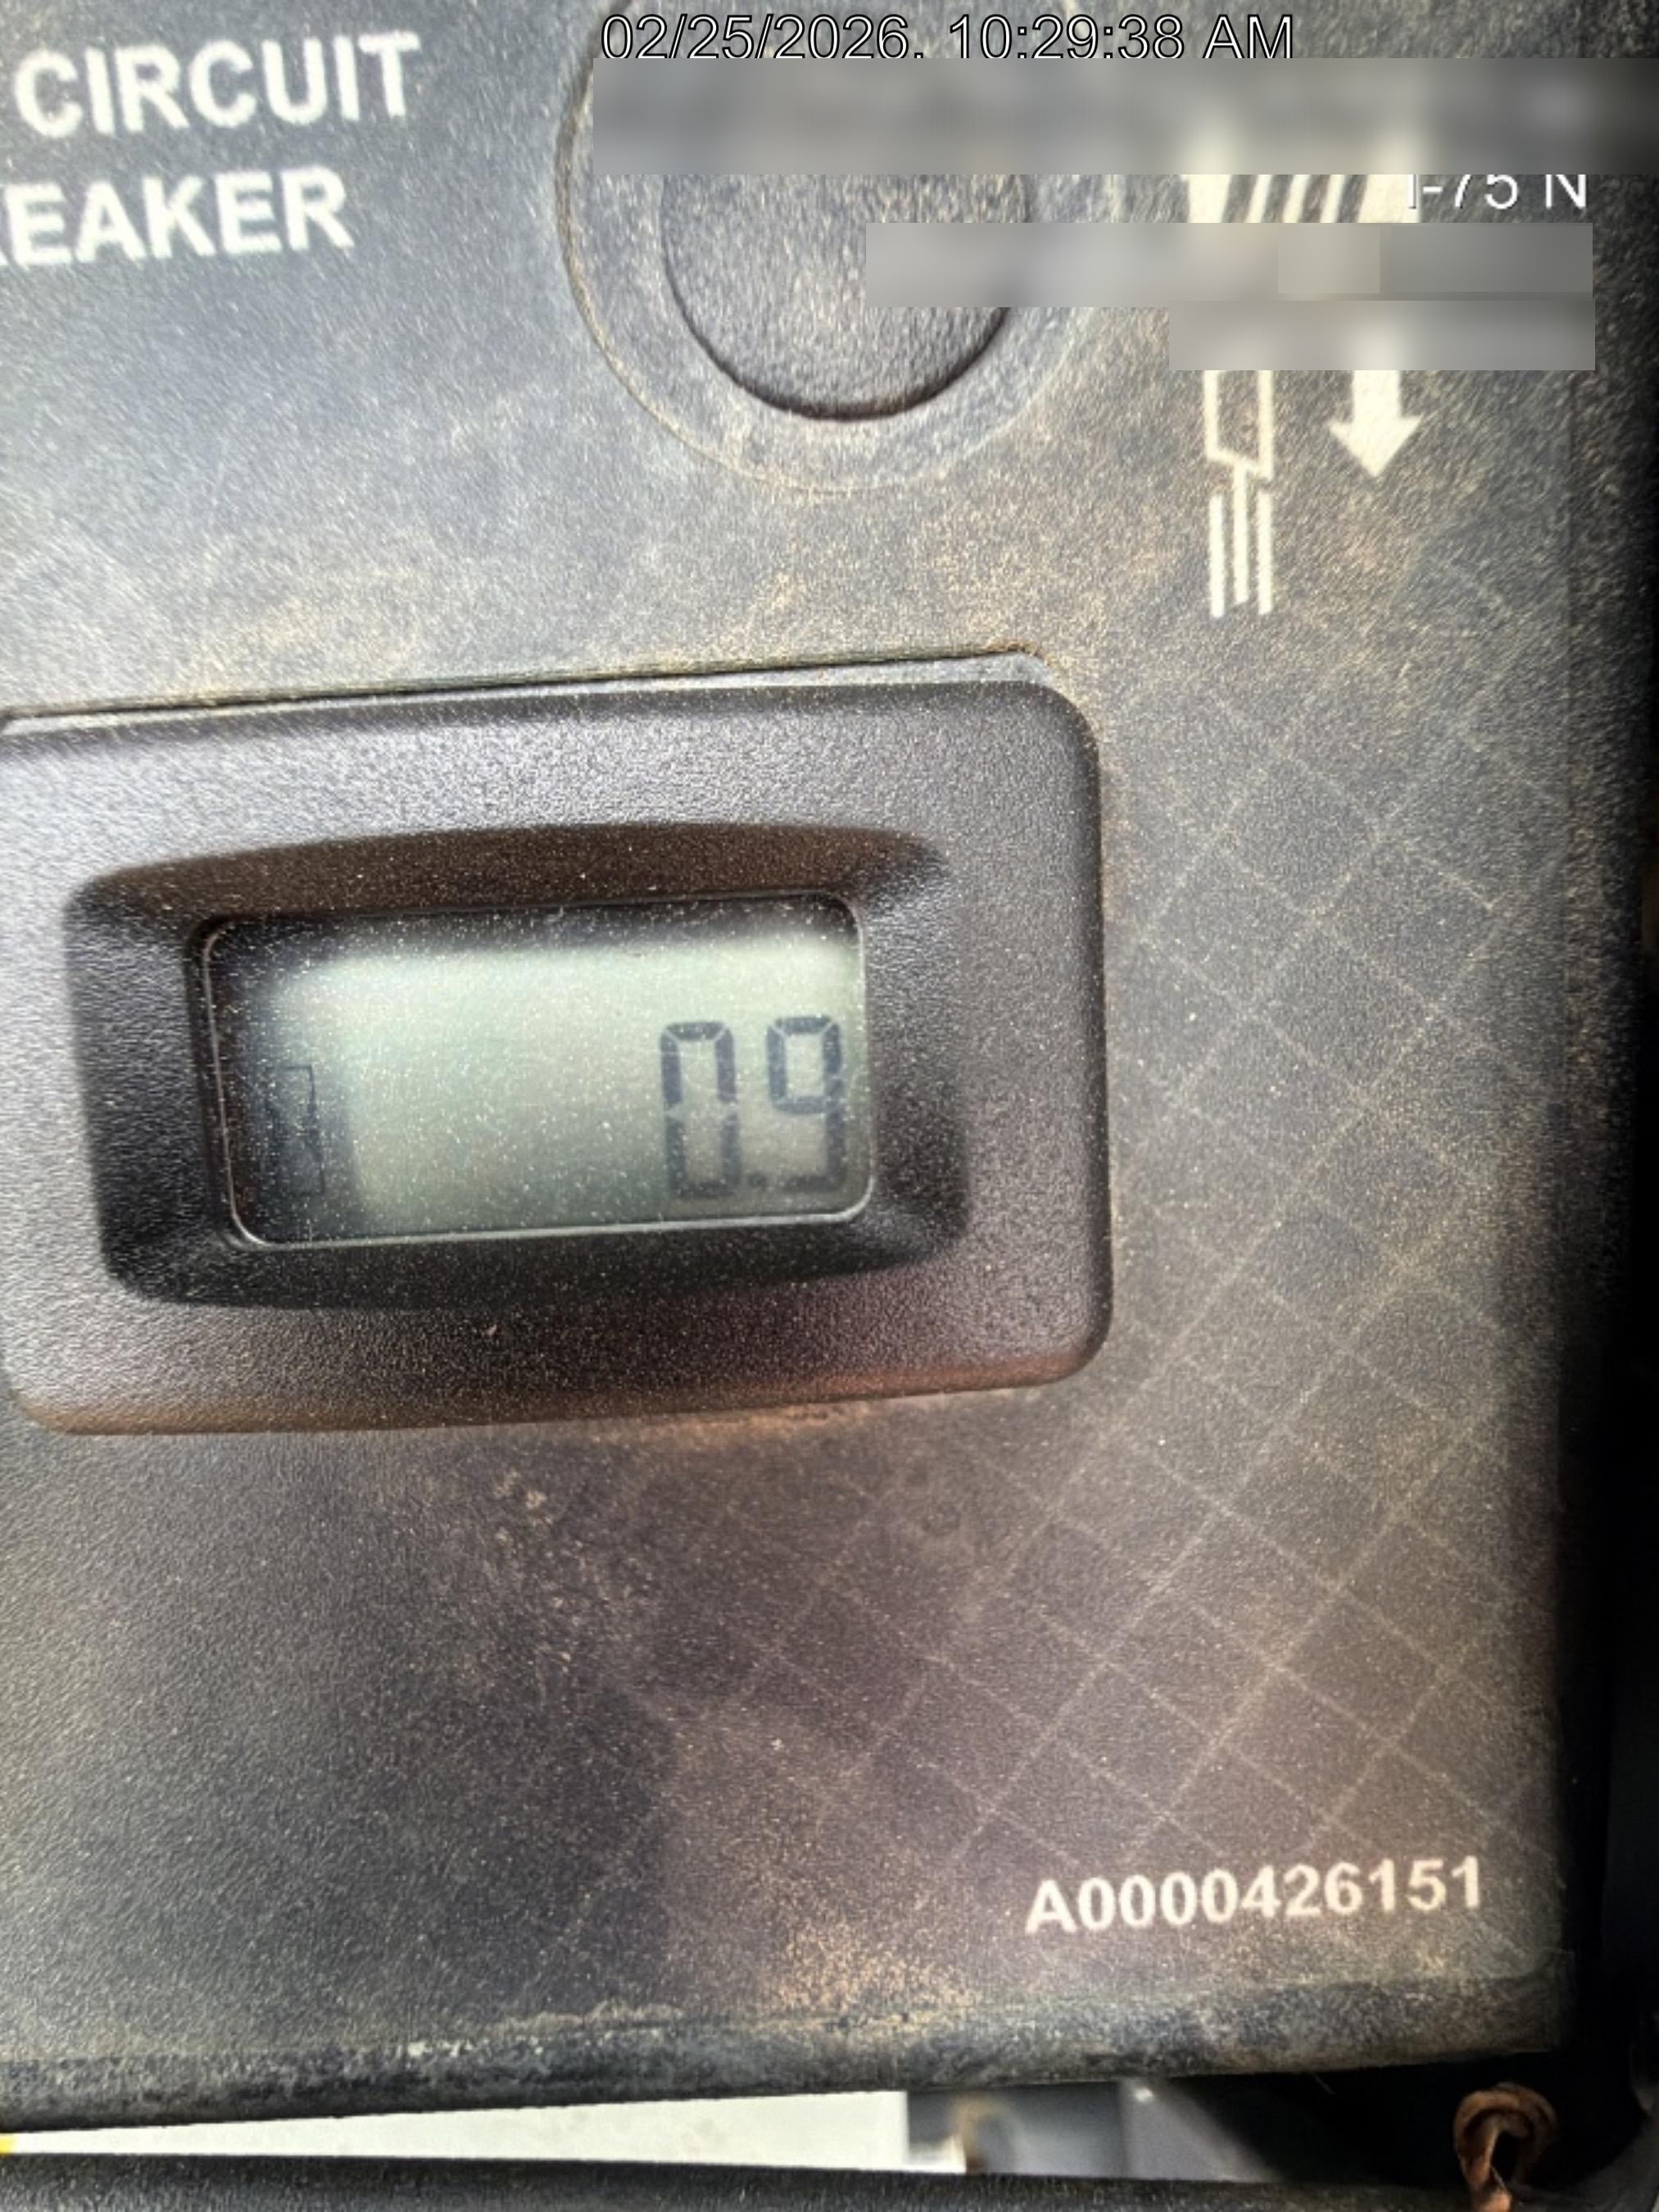 02/25/2026, 10:29:38 AM
CIRCUIT
EAKER
I-75 N
0.9
A0000426151